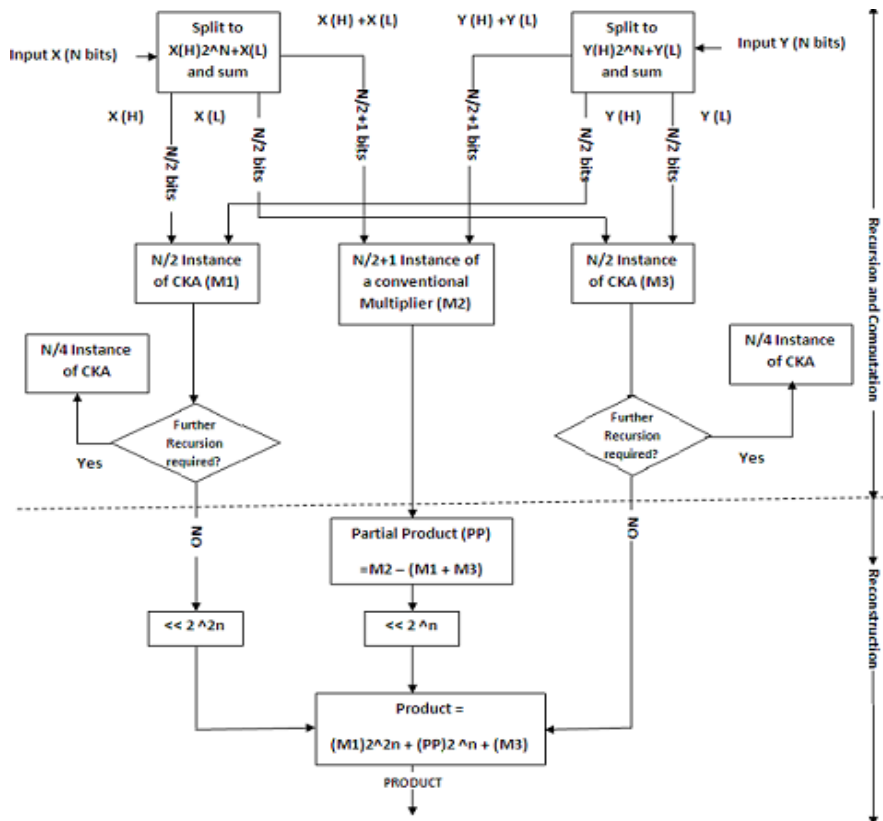 X (H) +X (L)
Y (H) +Y (L)
Split to
X(H)2^N+X(L)
and sum
Split to
Y(H)2^N+Y(L)
and sum
Input X (N bits)
Input Y (N bits)
X (H)
X (L)
Y (H)
Y (L)
N/2 bits
N/2 bits
N/2+1 bits
N/2+1 bits
N/2 bits
N/2 bits
N/2 Instance
of CKA (M1)
N/2+1 Instance of
a conventional
Multiplier (M2)
N/2 Instance
of CKA (M3)
Recursion and Computation
N/4 Instance
of CKA
N/4 Instance
of CKA
Further
Recursion
required?
Further
Recursion
required?
Yes
Yes
NO
NO
Partial Product (PP)
=M2 – (M1 + M3)
Reconstruction
<< 2 ^2n
<< 2 ^n
Product =
(M1)2^2n + (PP)2 ^n + (M3)
PRODUCT